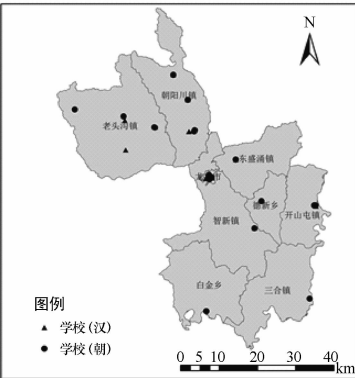 N
朝阳川镇
老头沟镇
东盛涌镇
德新乡
智新镇
开山屯镇
白金乡
三合镇
图例
学校(汉)
学校(朝)
0 5 10 20 30 40
km